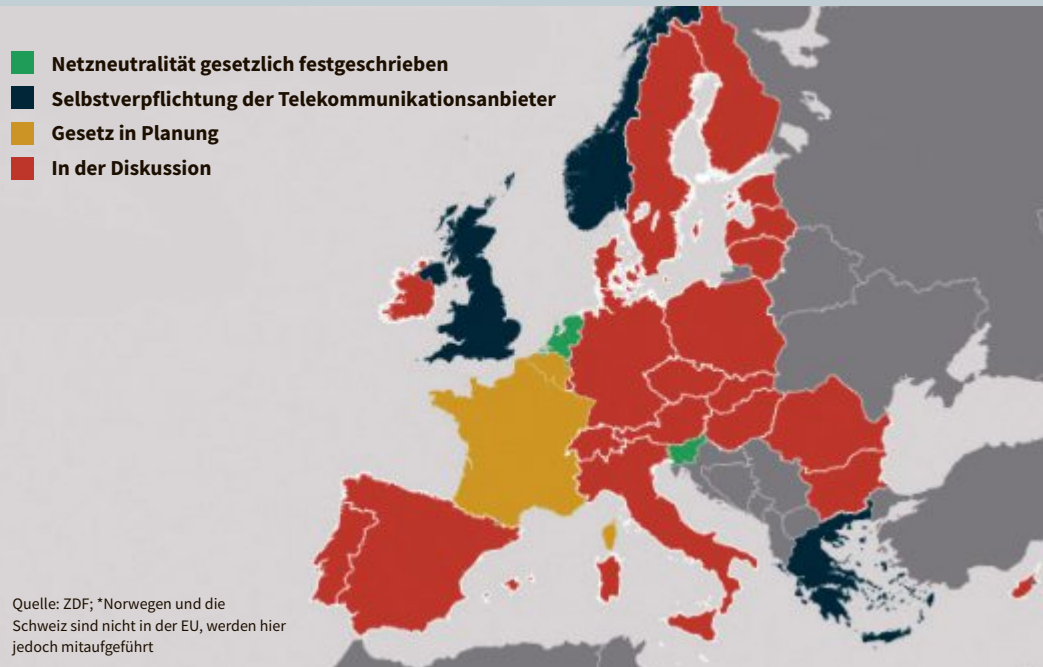 Netzneutralität gesetzlich festgeschrieben
Selbstverpflichtung der Telekommunikationsanbieter
Gesetz in Planung
In der Diskussion
Quelle: ZDF; *Norwegen und die
Schweiz sind nicht in der EU, werden hier
jedoch mitaufgeführt